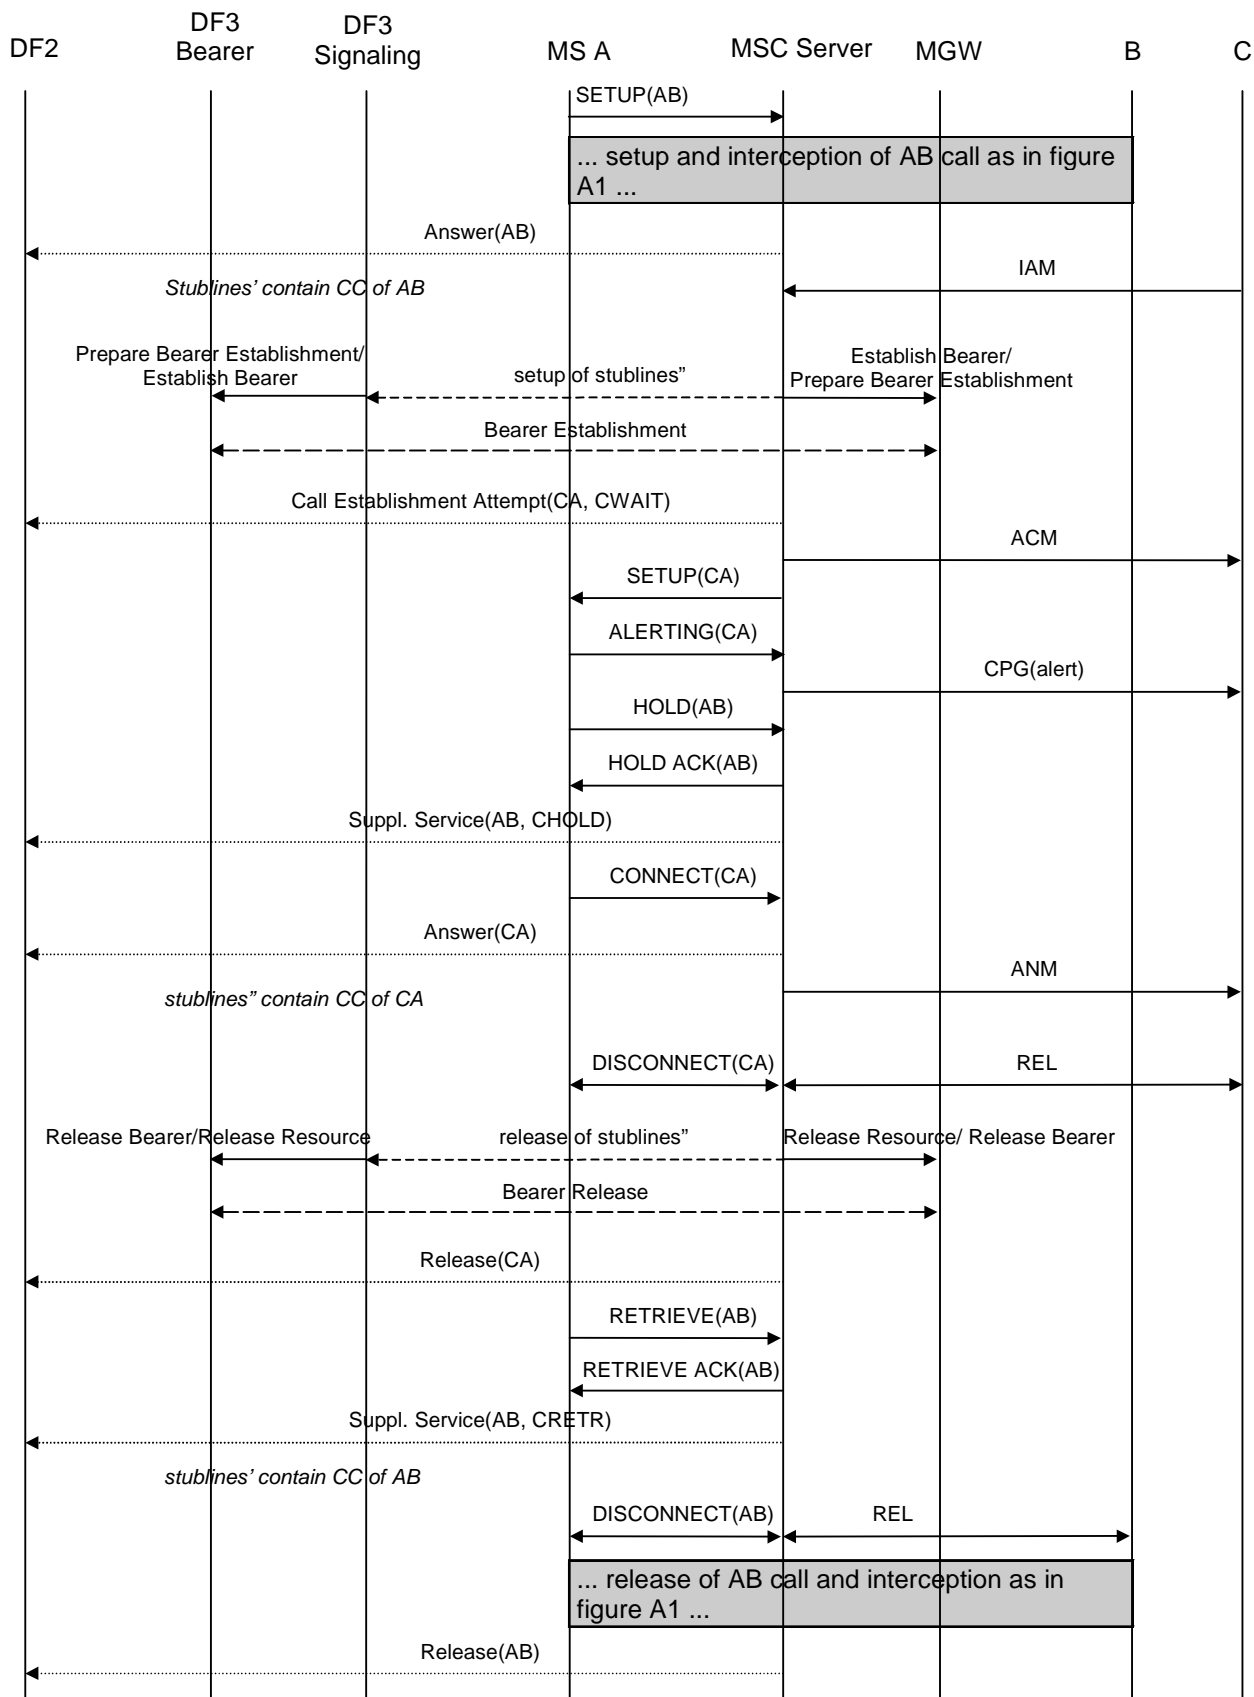 DF2
DF3
Bearer
DF3
Signaling
MS A
MSC Server
MGW
B
C
SETUP(AB)
... setup and interception of AB call as in figure
A1 ...
Answer(AB)
IAM
Stublines’ contain CC of AB
Prepare Bearer Establishment/
Establish Bearer
setup of stublines”
Establish Bearer/
Prepare Bearer Establishment
Bearer Establishment
Call Establishment Attempt(CA, CWAIT)
ACM
SETUP(CA)
ALERTING(CA)
CPG(alert)
HOLD(AB)
HOLD ACK(AB)
Suppl. Service(AB, CHOLD)
CONNECT(CA)
Answer(CA)
ANM
stublines” contain CC of CA
DISCONNECT(CA)
REL
Release Bearer/Release Resource
release of stublines”
Release Resource/ Release Bearer
Bearer Release
Release(CA)
RETRIEVE(AB)
RETRIEVE ACK(AB)
Suppl. Service(AB, CRETR)
stublines’ contain CC of AB
DISCONNECT(AB)
REL
... release of AB call and interception as in
figure A1 ...
Release(AB)